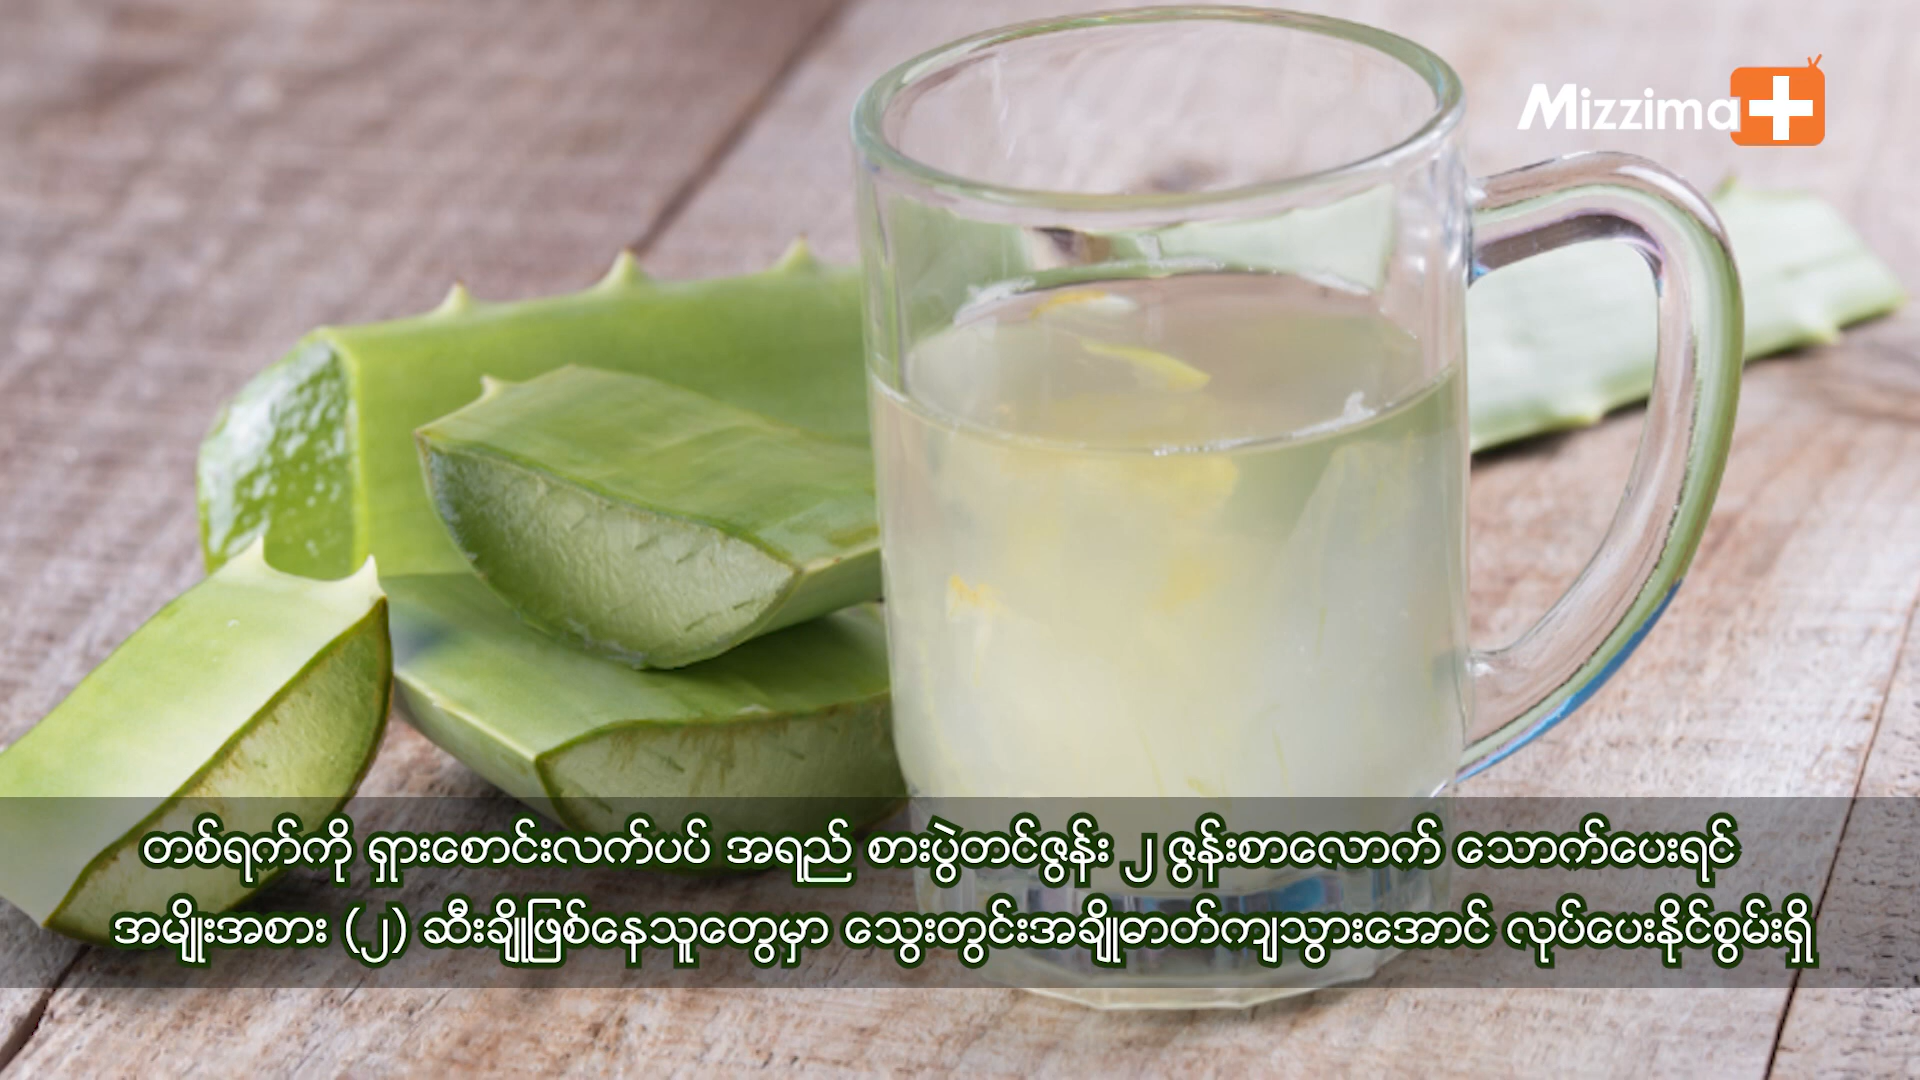 Mizzima+
တစ်ရက်ကို ရှားစောင်းလက်ပပ် အရည် စားပွဲတင်ဇွန်း ၂ ဇွန်းစာလောက် သောက်ပေးရင်
အမျိုးအစား (၂) ဆီးချိုဖြစ်နေသူတွေမှာ သွေးတွင်းအချိုဓာတ်ကျသွားအောင် လုပ်ပေးနိုင်စွမ်းရှိ